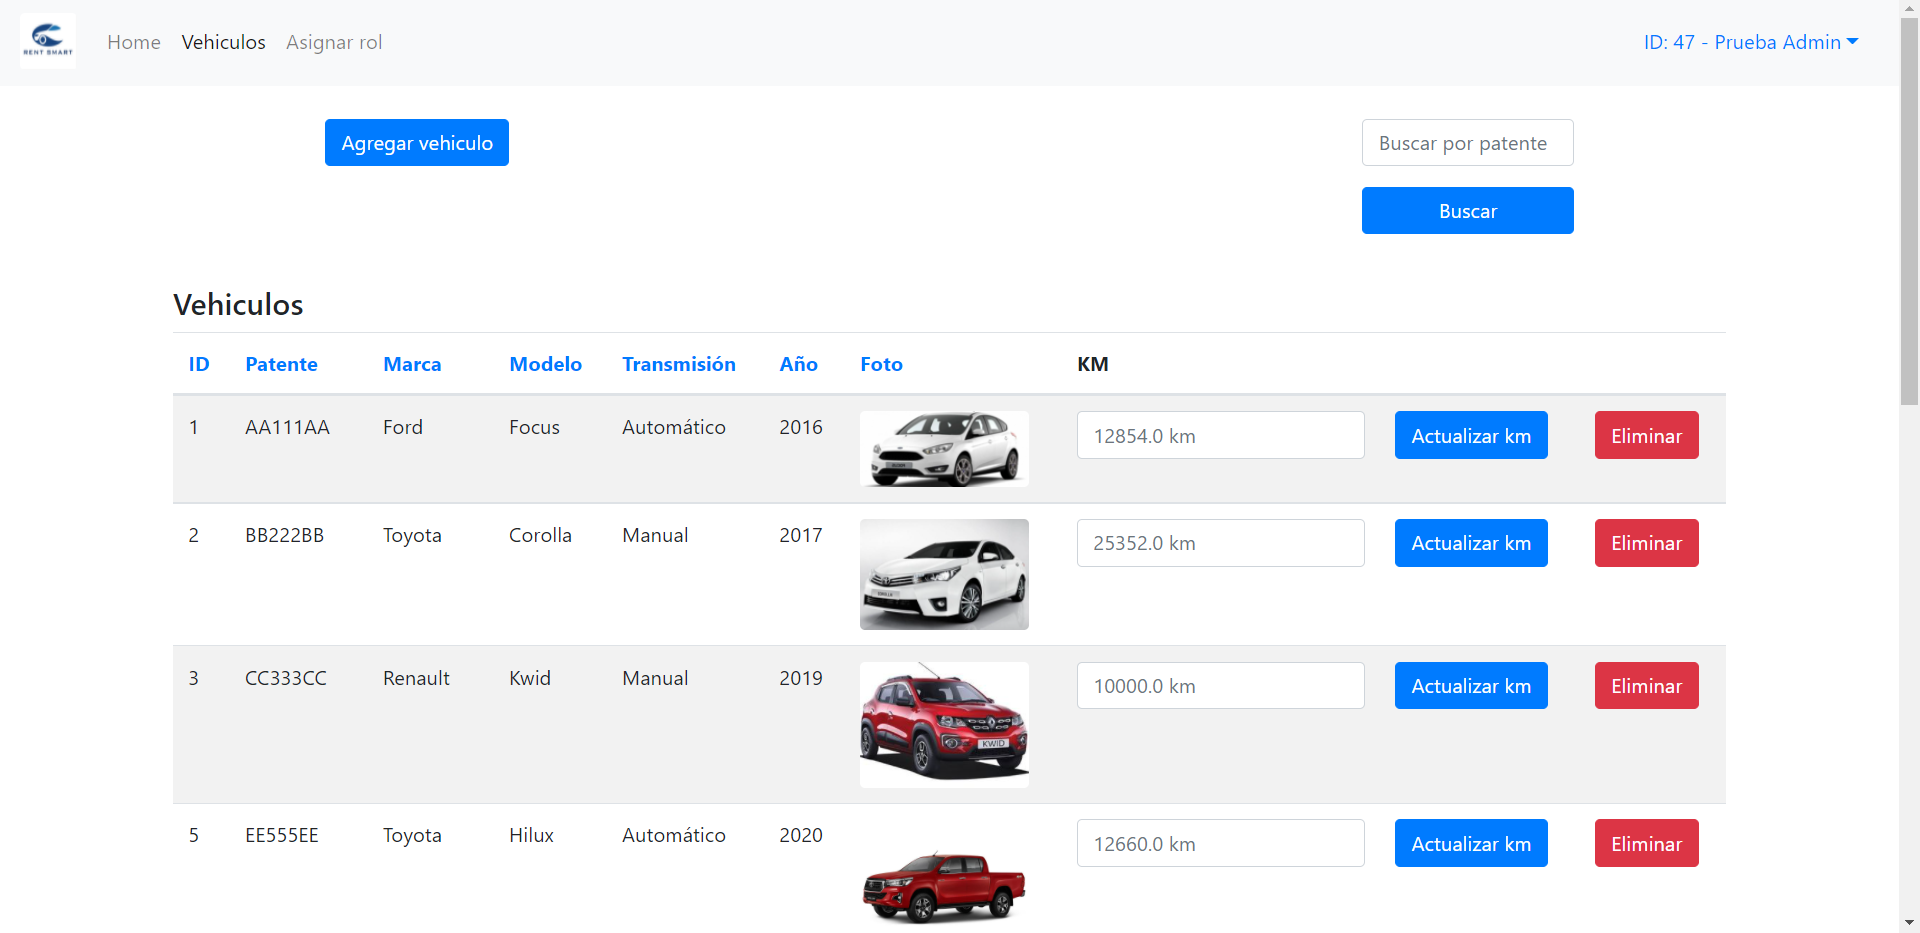 RENT SMART
Home Vehiculos Asignar rol
ID: 47 - Prueba Admin
Agregar vehiculo
Buscar por patente
Buscar
Vehiculos
ID Patente Marca Modelo Transmisión Año Foto KM
1 AA111AA Ford Focus Automático 2016 12854.0 km Actualizar km Eliminar
2 BB222BB Toyota Corolla Manual 2017 25352.0 km Actualizar km Eliminar
3 CC333CC Renault Kwid Manual 2019 10000.0 km Actualizar km Eliminar
KWID
5 EE555EE Toyota Hilux Automático 2020 12660.0 km Actualizar km Eliminar